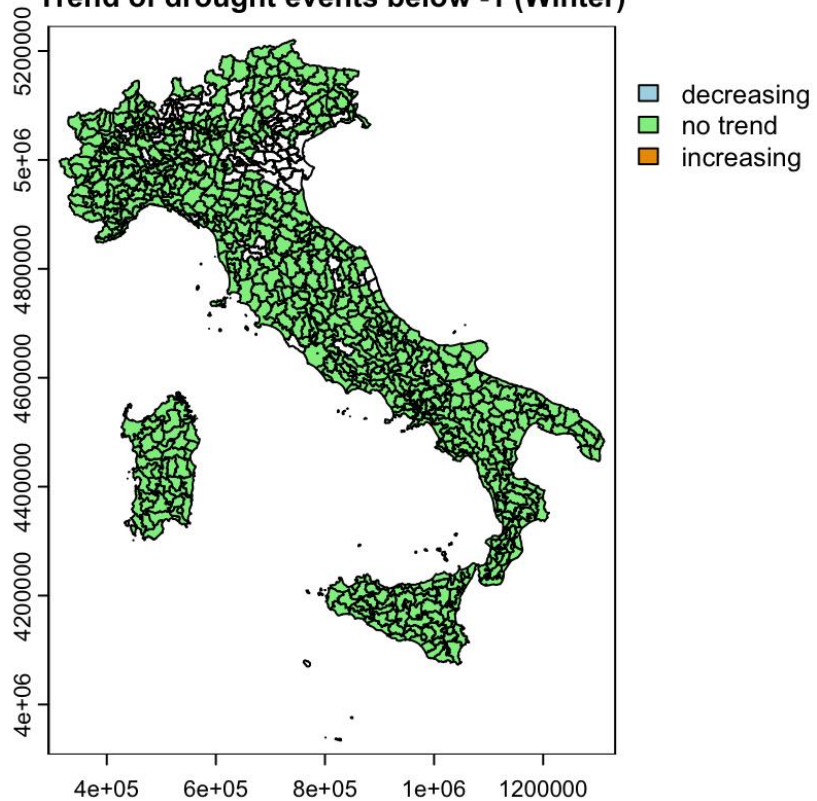 Trend of drought events below -1 (Winter)
decreasing
no trend
increasing
5200000
5e+06
4800000
4600000
4400000
4200000
4e+06
4e+05 6e+05 8e+05 1e+06 1200000